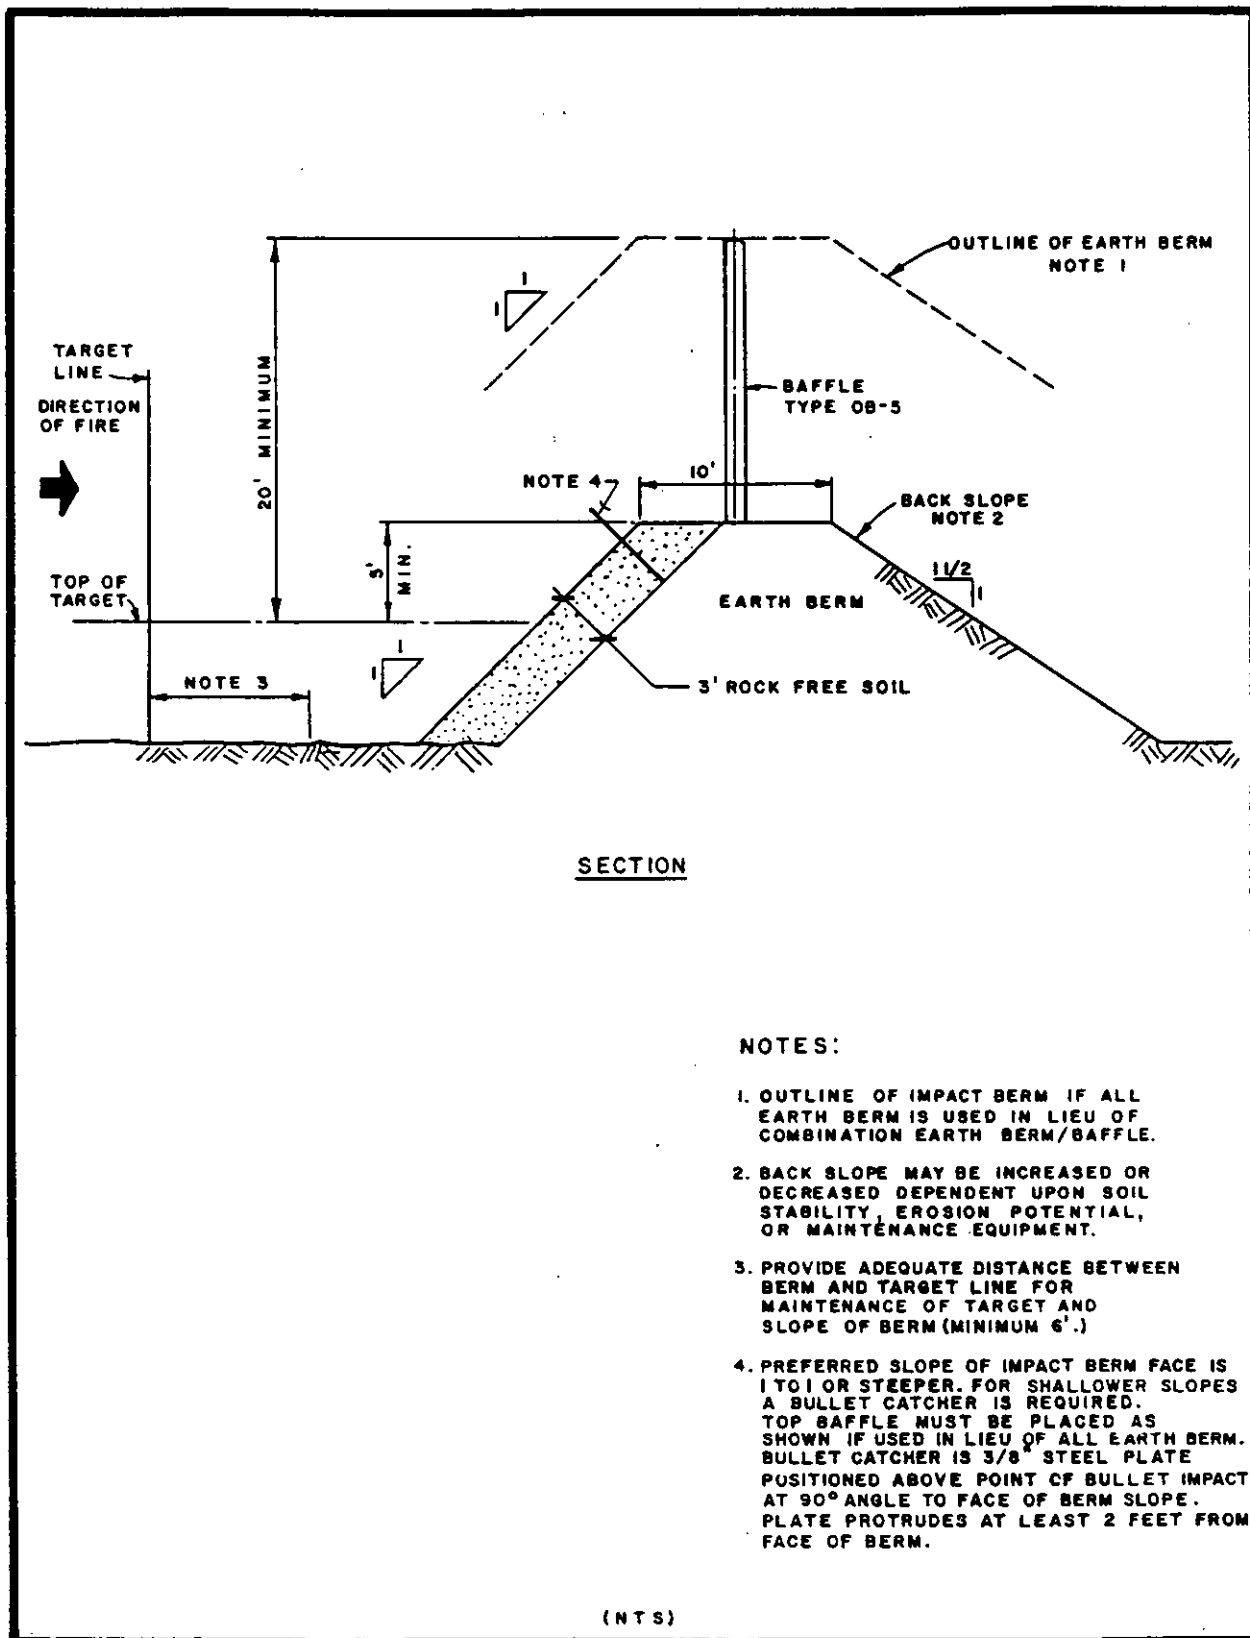 OUTLINE OF EARTH BERM
NOTE 1
1
1
TARGET
LINE
DIRECTION
OF FIRE
20' MINIMUM
BAFFLE
TYPE OB-5
NOTE 4
10'
BACK SLOPE
NOTE 2
5'
MIN.
1 1/2
1
TOP OF
TARGET
EARTH BERM
1
1
NOTE 3
3' ROCK FREE SOIL
SECTION
NOTES:
1. OUTLINE OF IMPACT BERM IF ALL
EARTH BERM IS USED IN LIEU OF
COMBINATION EARTH BERM/BAFFLE.
2. BACK SLOPE MAY BE INCREASED OR
DECREASED DEPENDENT UPON SOIL
STABILITY, EROSION POTENTIAL,
OR MAINTENANCE EQUIPMENT.
3. PROVIDE ADEQUATE DISTANCE BETWEEN
BERM AND TARGET LINE FOR
MAINTENANCE OF TARGET AND
SLOPE OF BERM (MINIMUM 6'.)
4. PREFERRED SLOPE OF IMPACT BERM FACE IS
1 TO 1 OR STEEPER. FOR SHALLOWER SLOPES
A BULLET CATCHER IS REQUIRED.
TOP BAFFLE MUST BE PLACED AS
SHOWN IF USED IN LIEU OF ALL EARTH BERM.
BULLET CATCHER IS 3/8" STEEL PLATE
POSITIONED ABOVE POINT OF BULLET IMPACT
AT 90° ANGLE TO FACE OF BERM SLOPE.
PLATE PROTRUDES AT LEAST 2 FEET FROM
FACE OF BERM.
(NTS)